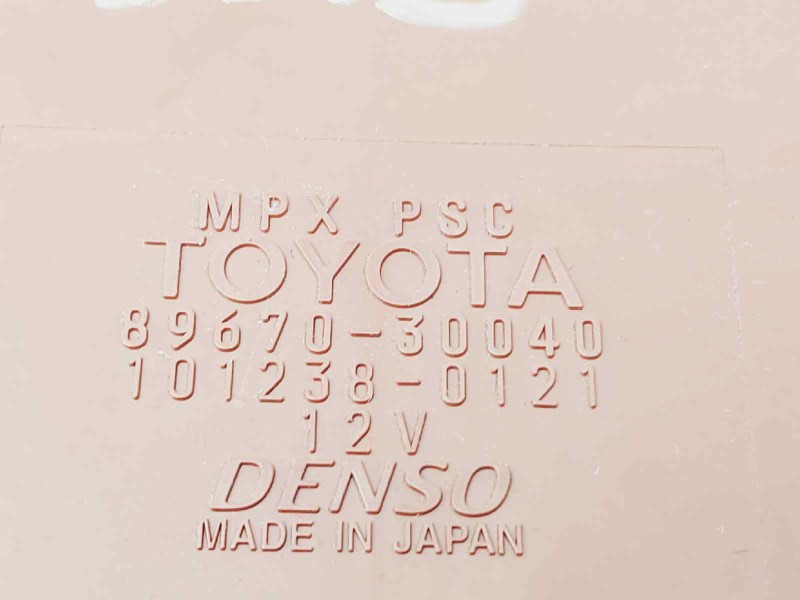 MPX PSC
TOYOTA
89670-30040
101238-0121
12V
DENSO
MADE IN JAPAN